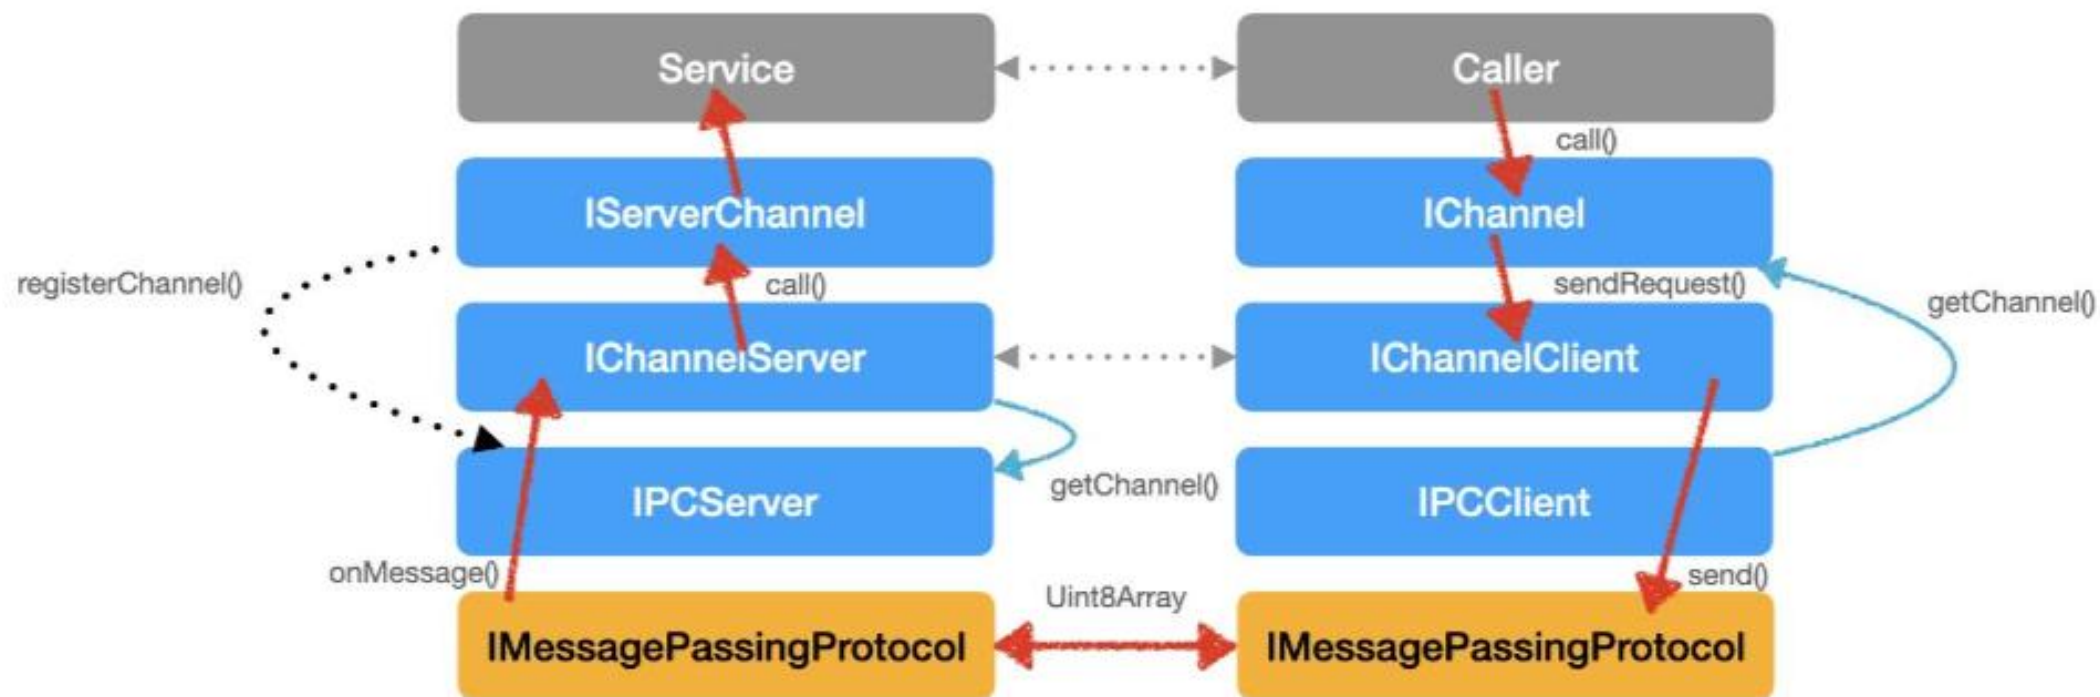 Service
Caller
call()
IServerChannel
IChannel
registerChannel()
call()
sendRequest()
getChannel()
IChannelServer
IChannelClient
getChannel()
IPCServer
IPCClient
onMessage()
Uint8Array
send()
IMessagePassingProtocol
IMessagePassingProtocol